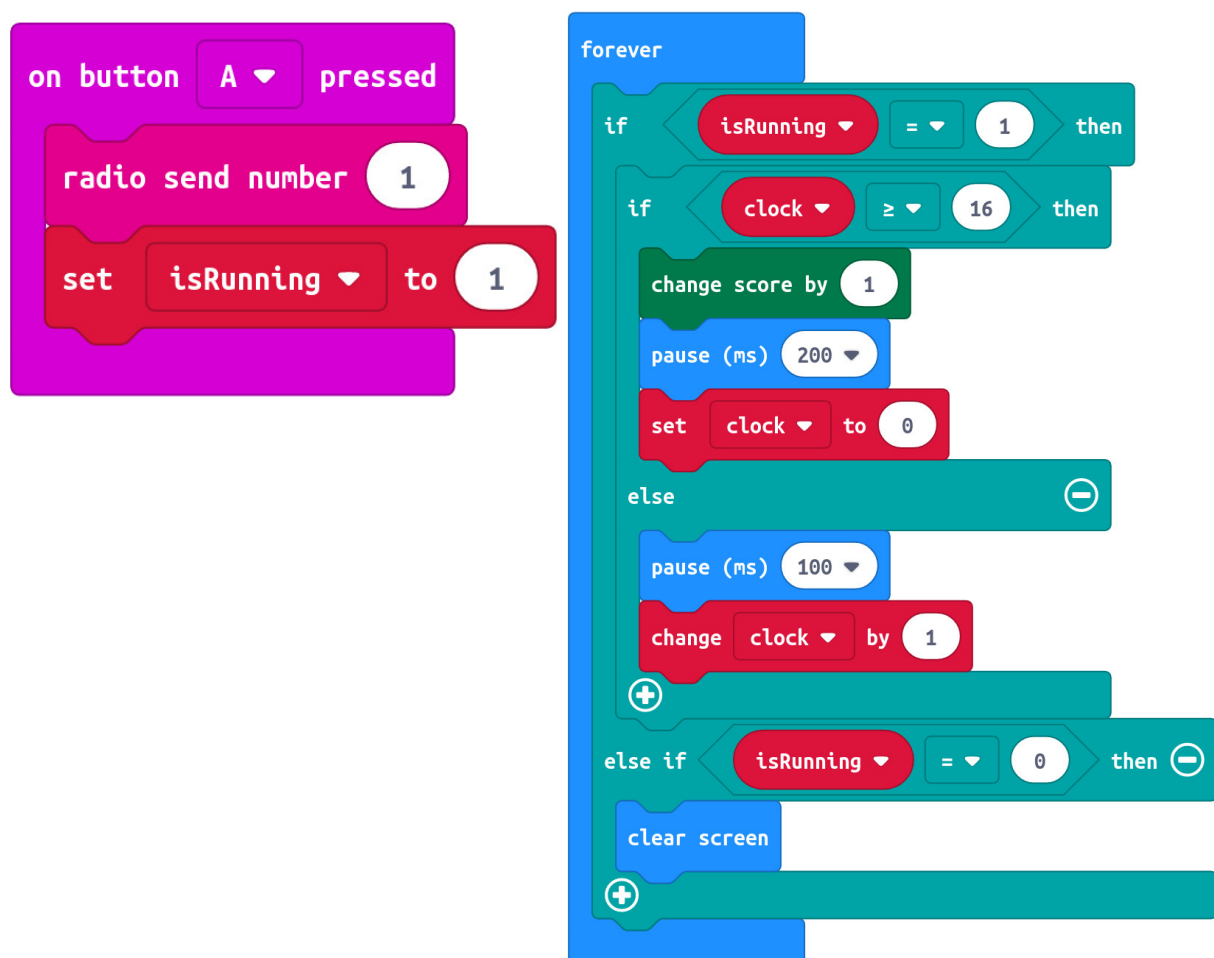 on button A pressed
radio send number 1
set isRunning to 1
forever
if isRunning = 1 then
if clock ≥ 16 then
change score by 1
pause (ms) 200
set clock to 0
else
pause (ms) 100
change clock by 1
else if isRunning = 0 then
clear screen